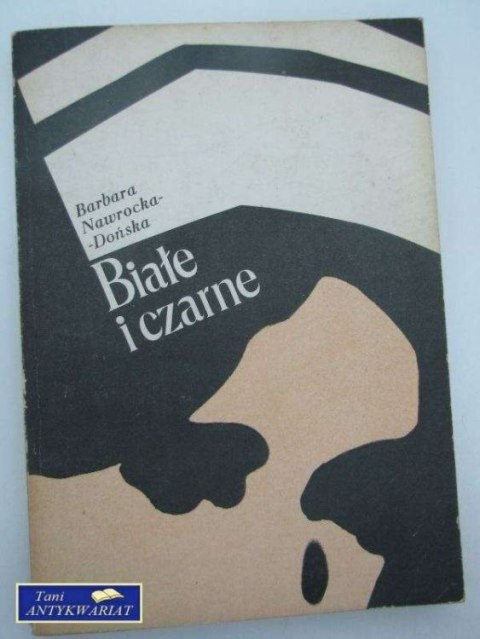 Barbara
Nawrocka-
-Dońska
Białe
i czarne
Tani
ANTYKWARIAT